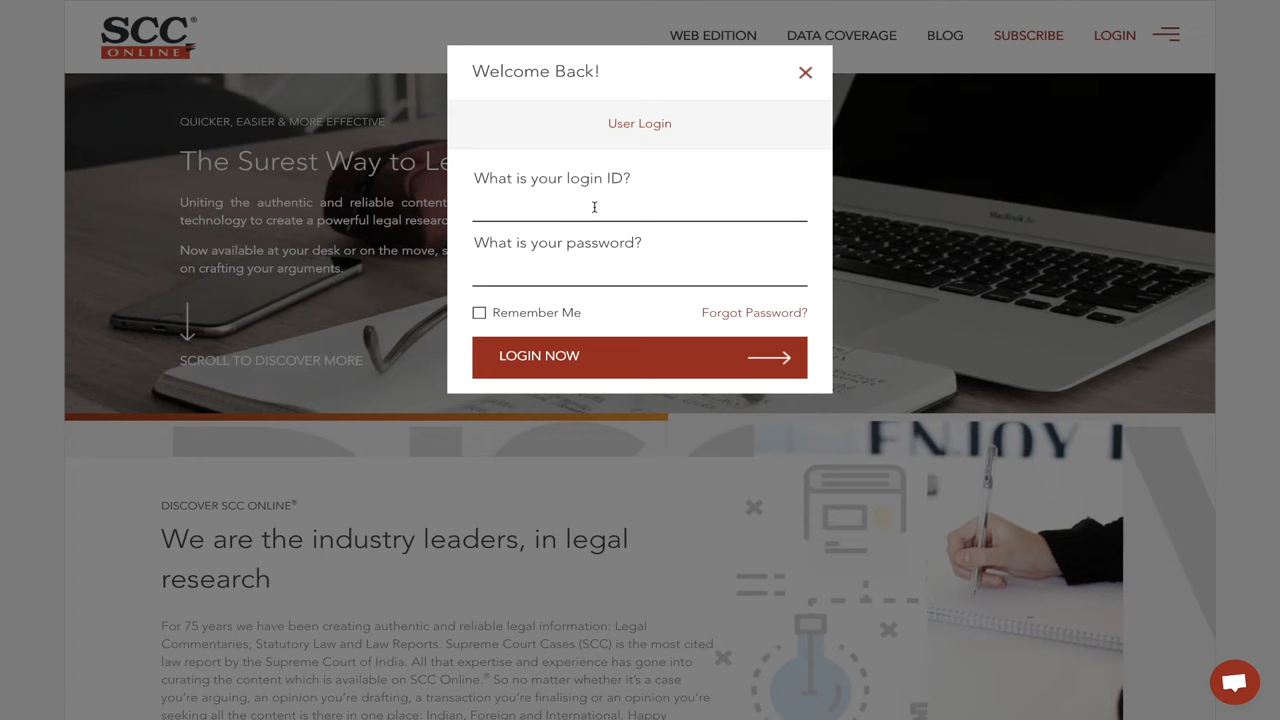 SCC®
ONLINE
WEB EDITION
DATA COVERAGE
BLOG
SUBSCRIBE
LOGIN
Welcome Back!
User Login
What is your login ID?
What is your password?
Remember Me
Forgot Password?
LOGIN NOW
QUICKER, EASIER & MORE EFFECTIVE
The Surest Way to Le
Uniting the authentic and reliable content
technology to create a powerful legal resear
Now available at your desk or on the move, s
on crafting your arguments.
SCROLL TO DISCOVER MORE
MacBook Air
ENJOY
DISCOVER SCC ONLINE®
We are the industry leaders, in legal
research
For 75 years we have been creating authentic and reliable legal information: Legal
Commentaries, Statutory Law and Law Reports. Supreme Court Cases (SCC) is the most cited
law report by the Supreme Court of India. All that expertise and experience has gone into
curating the content which is available on SCC Online.® So no matter whether it's a case
you're arguing, an opinion you're drafting, a transaction you're finalising or an opinion you're
seeking all the content is there in one place: Indian, Foreign and International. Happy